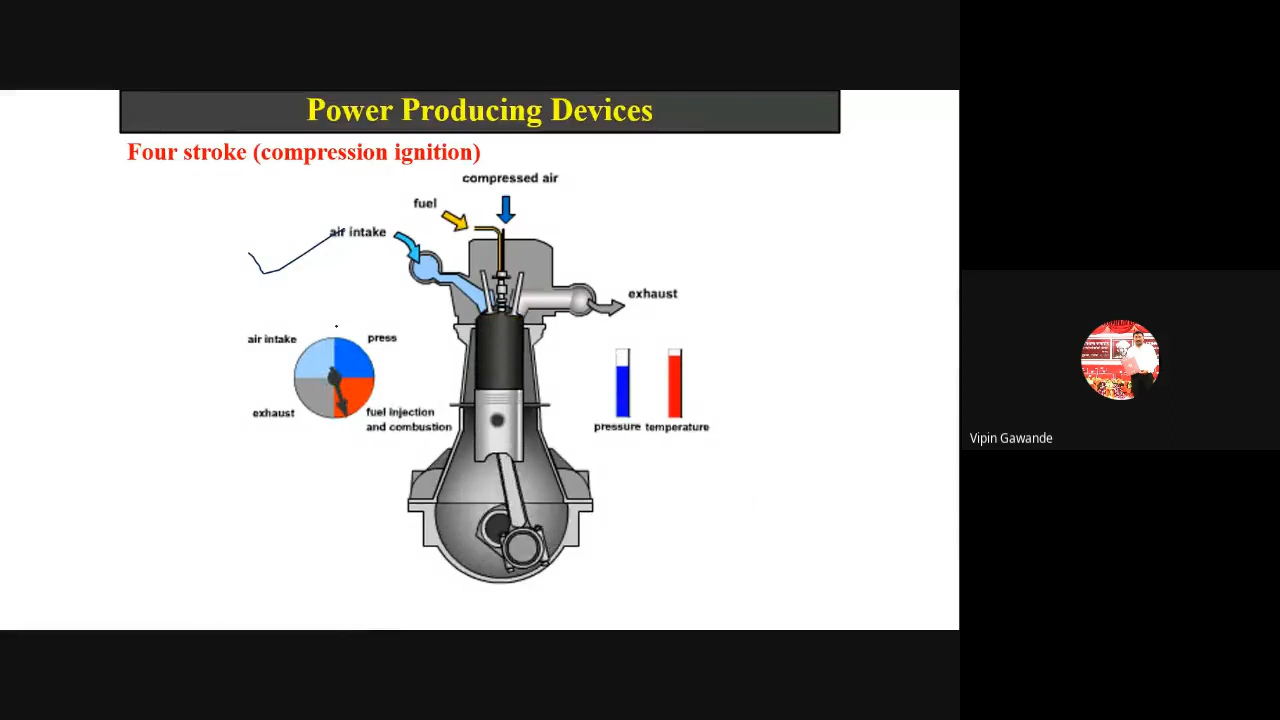 Power Producing Devices
Four stroke (compression ignition)
compressed air
fuel
air intake
exhaust
air intake
press
exhaust
fuel injection
and combustion
pressure
temperature
Vipin Gawande